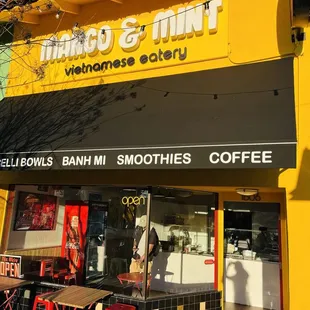 MANGO & MINT
vietnamese eatery
ELLI BOWLS BANH MI SMOOTHIES COFFEE
open
OPEN